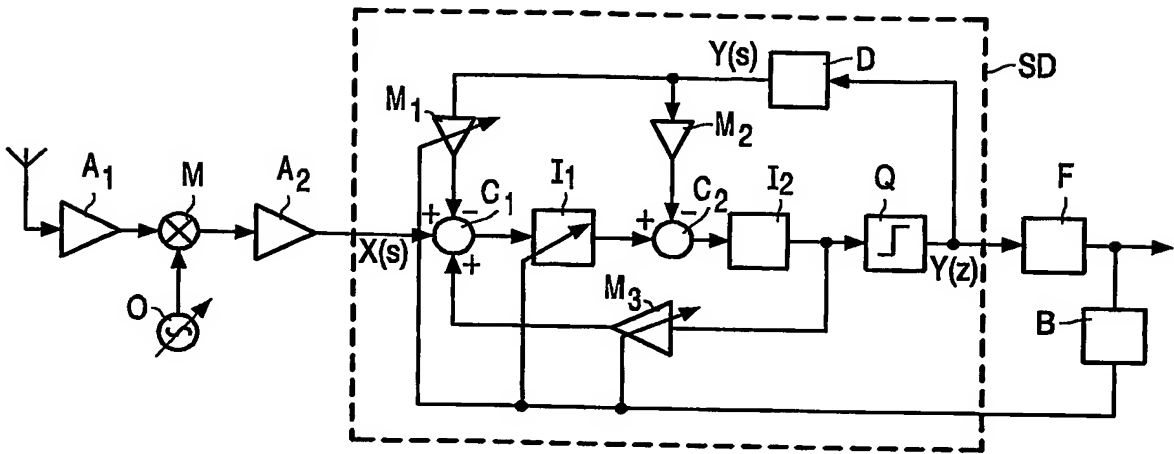 Y(s)
D
SD
M1
M2
A1
M
A2
C1
I1
C2
I2
Q
F
+
−
+
−
X(s)
+
Y(z)
O
M3
B